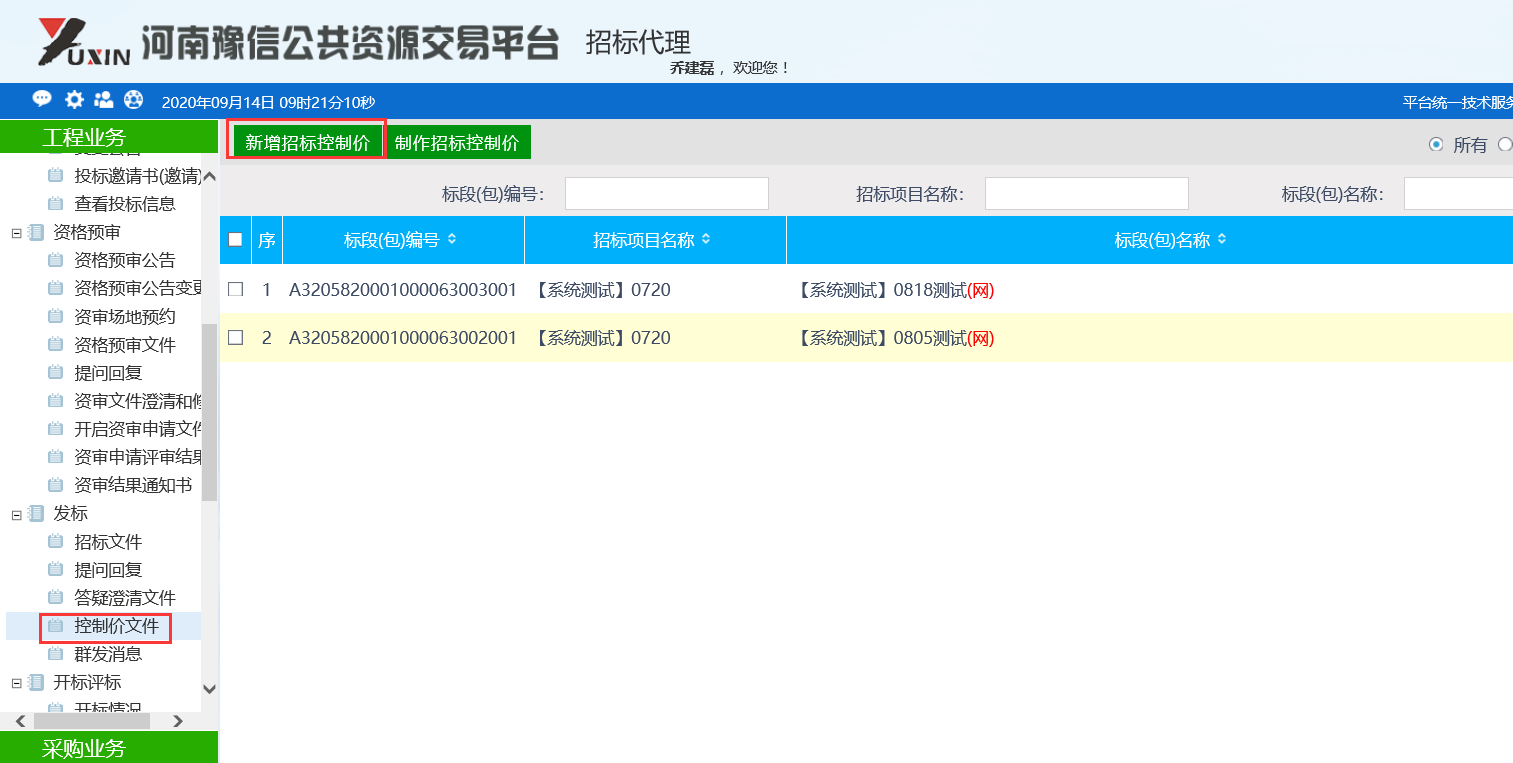 YUXIN 河南豫信公共资源交易平台 招标代理
乔建磊，欢迎您！
2020年09月14日 09时21分10秒
平台统一技术服务
工程业务
投标邀请书(邀请)
查看投标信息
资格预审
资格预审公告
资格预审公告变更
资审场地预约
资格预审文件
提问回复
资审文件澄清和修
开启资审申请文件
资审申请评审结果
资审结果通知书
发标
招标文件
提问回复
答疑澄清文件
控制价文件
群发消息
开标评标
开标情况
采购业务
新增招标控制价 制作招标控制价
所有
标段(包)编号： 招标项目名称： 标段(包)名称：
序 标段(包)编号 招标项目名称 标段(包)名称
1 A3205820001000063003001 【系统测试】0720 【系统测试】0818测试(网)
2 A3205820001000063002001 【系统测试】0720 【系统测试】0805测试(网)